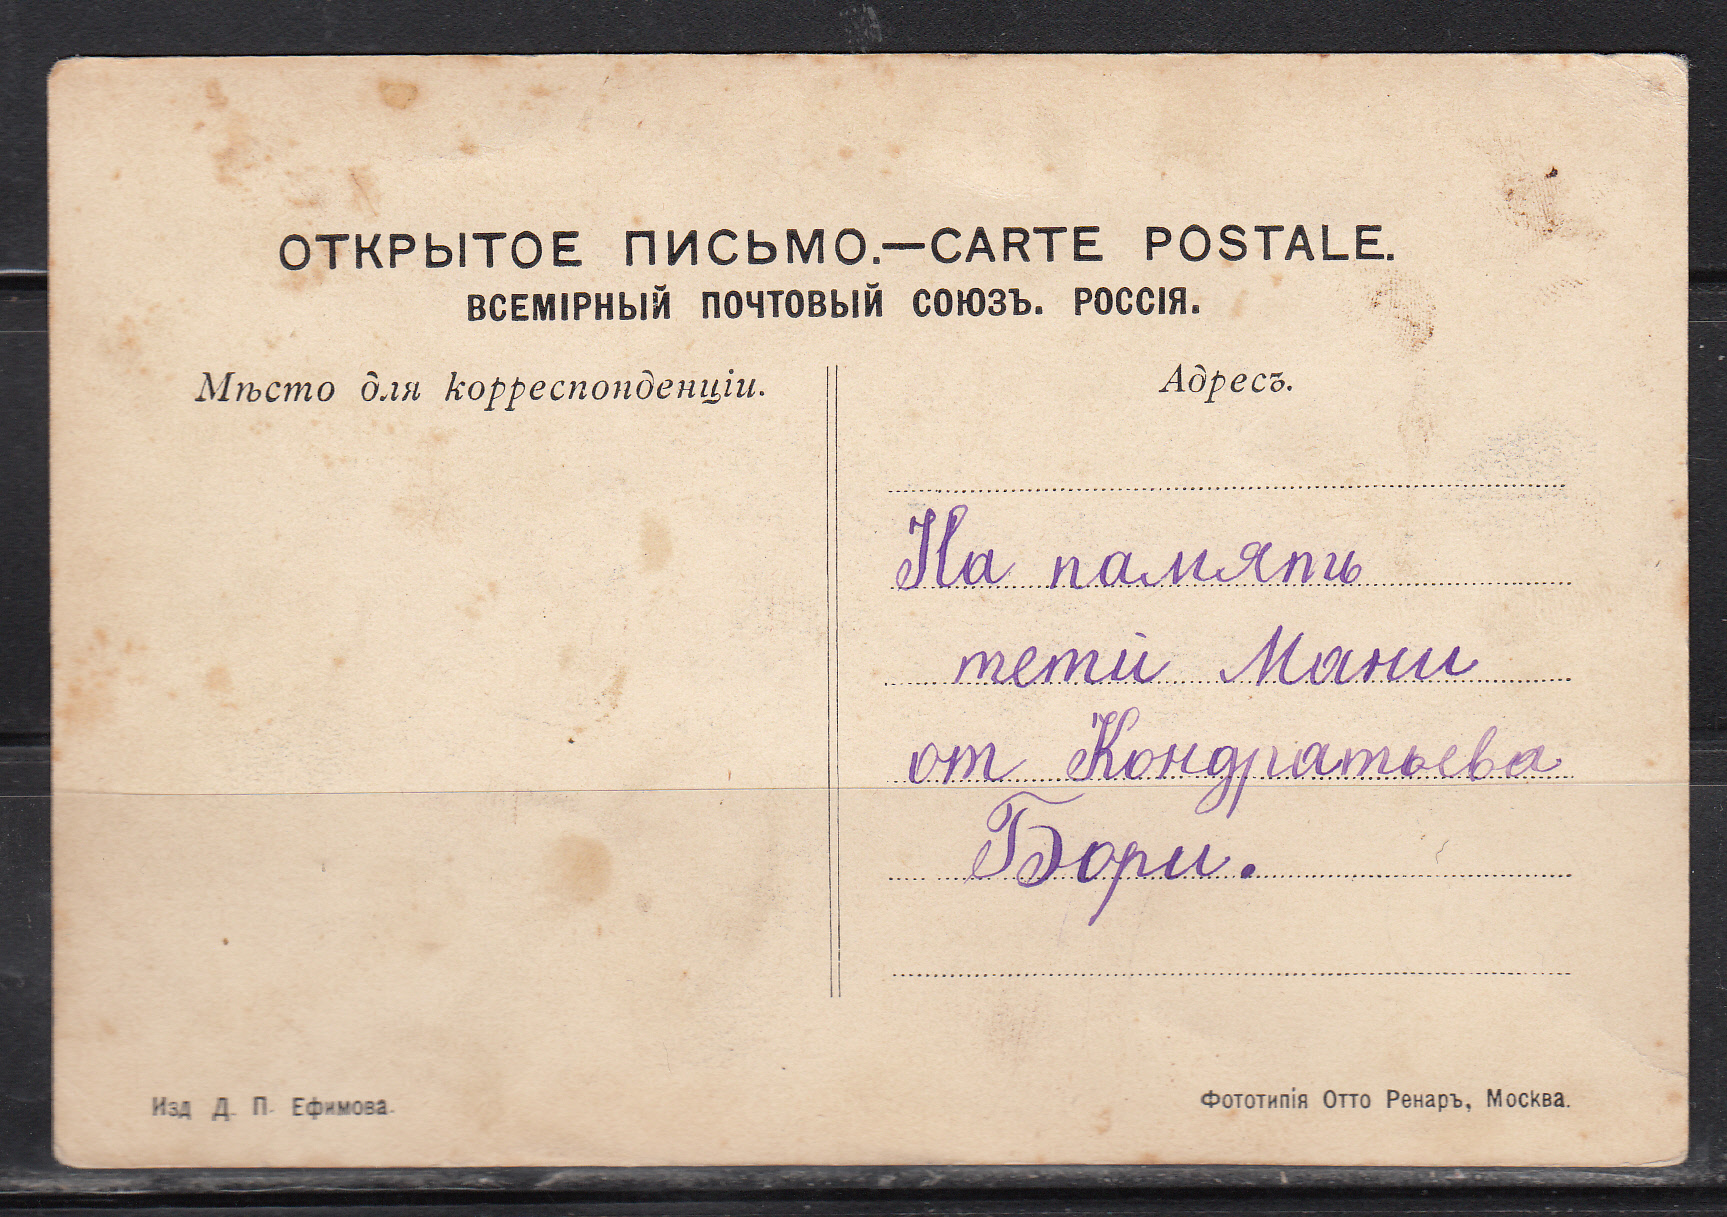 ОТКРЫТОЕ ПИСЬМО.—CARTE POSTALE.
ВСЕМІРНЫЙ ПОЧТОВЫЙ СОЮЗЪ. РОССІЯ.
Мѣсто для корреспонденціи.
Адресъ.
На память
тети Мани
от Кондратьева
Бори.
Изд Д. П. Ефимова.
Фототипія Отто Ренаръ, Москва.